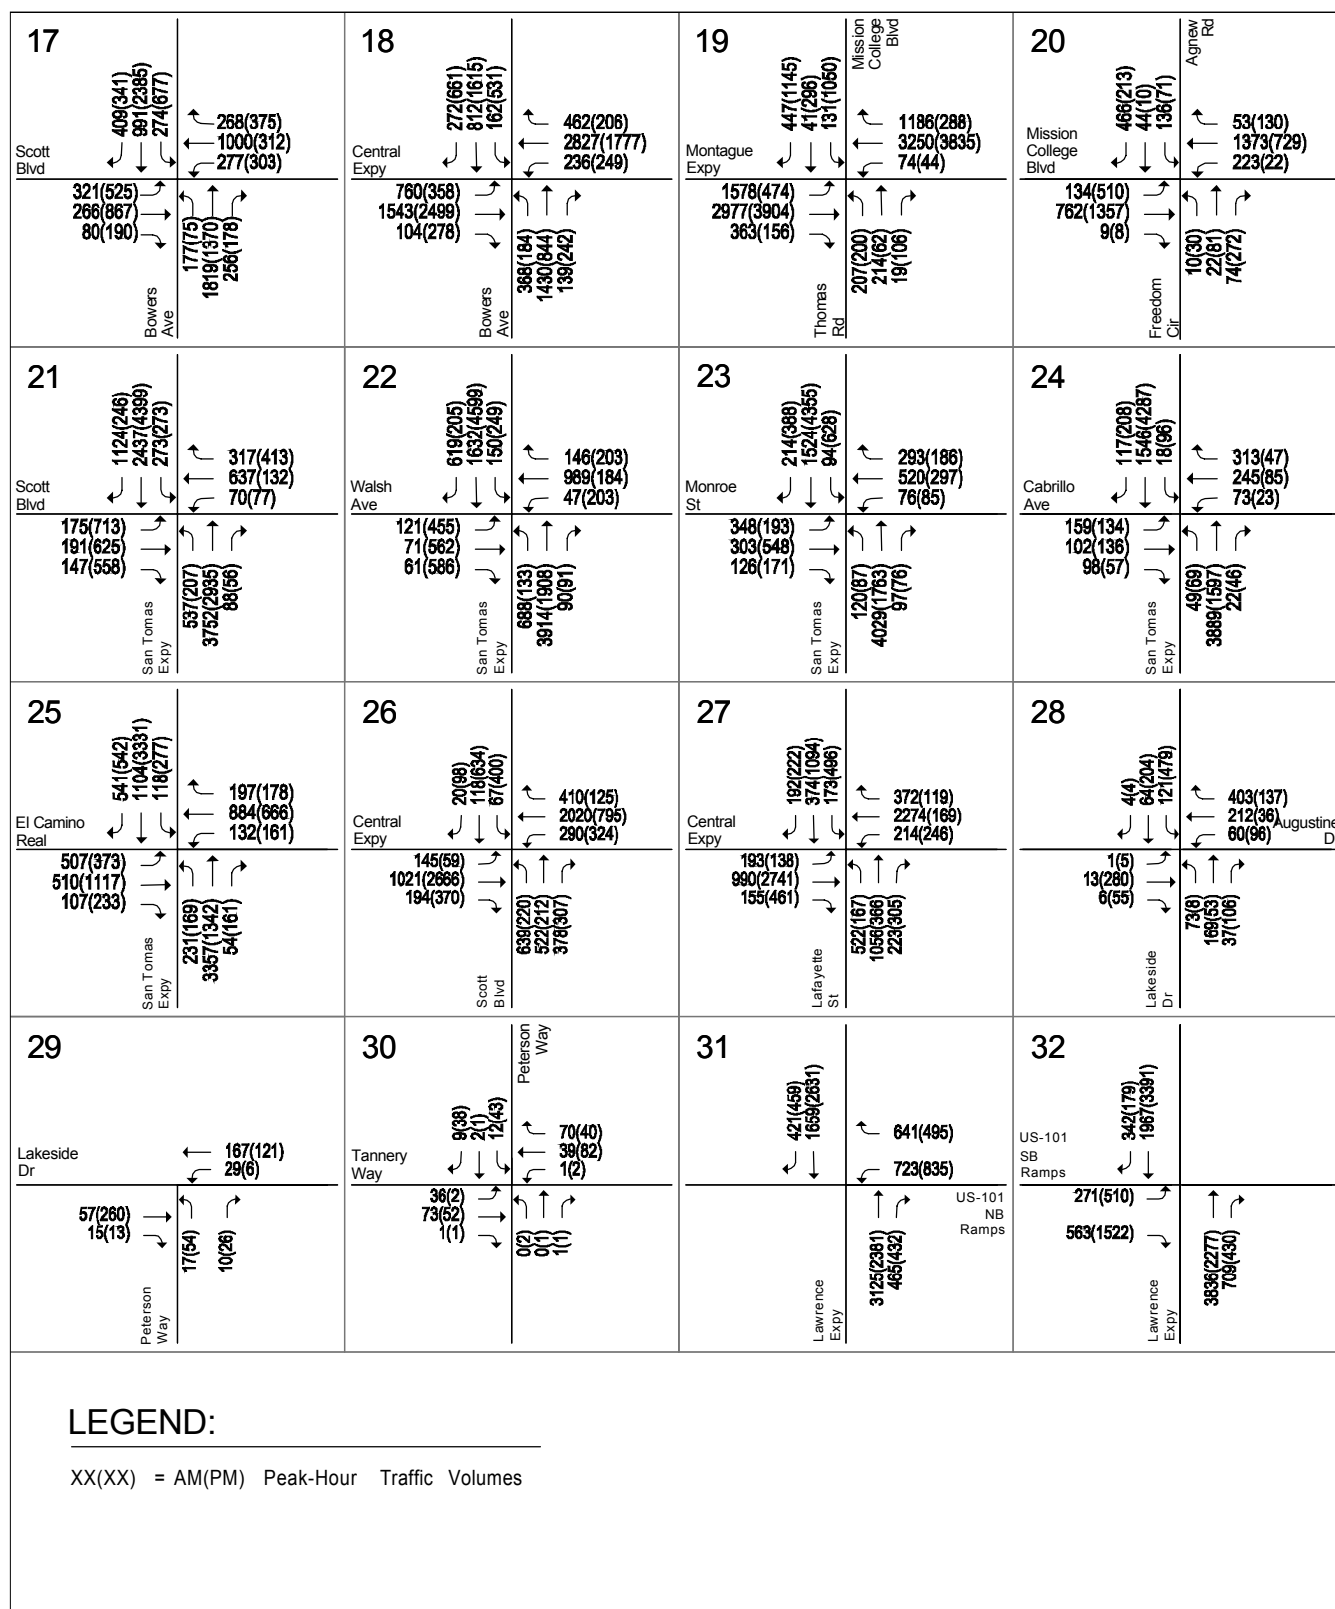 17
409(341)
991(2385)
274(677)
268(375)
1000(312)
277(303)
Scott
Blvd
321(525)
266(867)
80(190)
177(75)
1819(1370)
256(178)
Bowers
Ave
18
272(661)
812(1615)
162(531)
462(206)
2827(1777)
236(249)
Central
Expy
760(358)
1543(2499)
104(278)
368(184)
1430(844)
139(242)
Bowers
Ave
19
Mission
College
Blvd
447(1145)
41(296)
131(1050)
1186(288)
3250(3835)
74(44)
Montague
Expy
1578(474)
2977(3904)
363(156)
207(200)
214(62)
19(106)
Thomas
Rd
20
Agnew
Rd
466(213)
44(10)
136(71)
53(130)
1373(729)
223(22)
Mission
College
Blvd
134(510)
762(1357)
9(8)
10(30)
22(81)
74(272)
Freedom
Cir
21
1124(246)
2437(4399)
273(273)
317(413)
637(132)
70(77)
Scott
Blvd
175(713)
191(625)
147(558)
537(207)
3752(2935)
88(56)
San Tomas
Expy
22
619(205)
1632(4599)
150(249)
146(203)
989(184)
47(203)
Walsh
Ave
121(455)
71(562)
61(586)
688(133)
3914(1908)
90(91)
San Tomas
Expy
23
214(388)
1524(4355)
94(628)
293(186)
520(297)
76(85)
Monroe
St
348(193)
303(548)
126(171)
120(87)
4029(1763)
97(76)
San Tomas
Expy
24
117(208)
1546(4287)
18(96)
313(47)
245(85)
73(23)
Cabrillo
Ave
159(134)
102(136)
98(57)
49(69)
3889(1597)
22(46)
San Tomas
Expy
25
541(542)
1104(3331)
118(277)
197(178)
884(666)
132(161)
El Camino
Real
507(373)
510(1117)
107(233)
231(169)
3357(1342)
54(161)
San Tomas
Expy
26
20(98)
118(634)
67(400)
410(125)
2020(795)
290(324)
Central
Expy
145(59)
1021(2666)
194(370)
639(220)
522(212)
378(307)
Scott
Blvd
27
192(222)
374(1094)
173(496)
372(119)
2274(169)
214(246)
Central
Expy
193(138)
990(2741)
155(461)
522(167)
1056(366)
223(305)
Lafayette
St
28
4(4)
64(204)
121(479)
403(137)
212(36)
60(96)
Augustine
D
1(5)
13(280)
6(55)
73(8)
169(53)
37(106)
Lakeside
Dr
29
167(121)
29(6)
Lakeside
Dr
57(260)
15(13)
17(54)
10(26)
Peterson
Way
30
Peterson
Way
9(38)
2(1)
12(43)
70(40)
39(82)
1(2)
Tannery
Way
36(2)
73(52)
1(1)
0(2)
0(1)
1(1)
31
421(459)
1659(2631)
641(495)
723(835)
US-101
NB
Ramps
3125(2381)
465(432)
Lawrence
Expy
32
342(179)
1967(3391)
US-101
SB
Ramps
271(510)
563(1522)
3836(2277)
709(430)
Lawrence
Expy
LEGEND:
XX(XX) = AM(PM) Peak-Hour Traffic Volumes